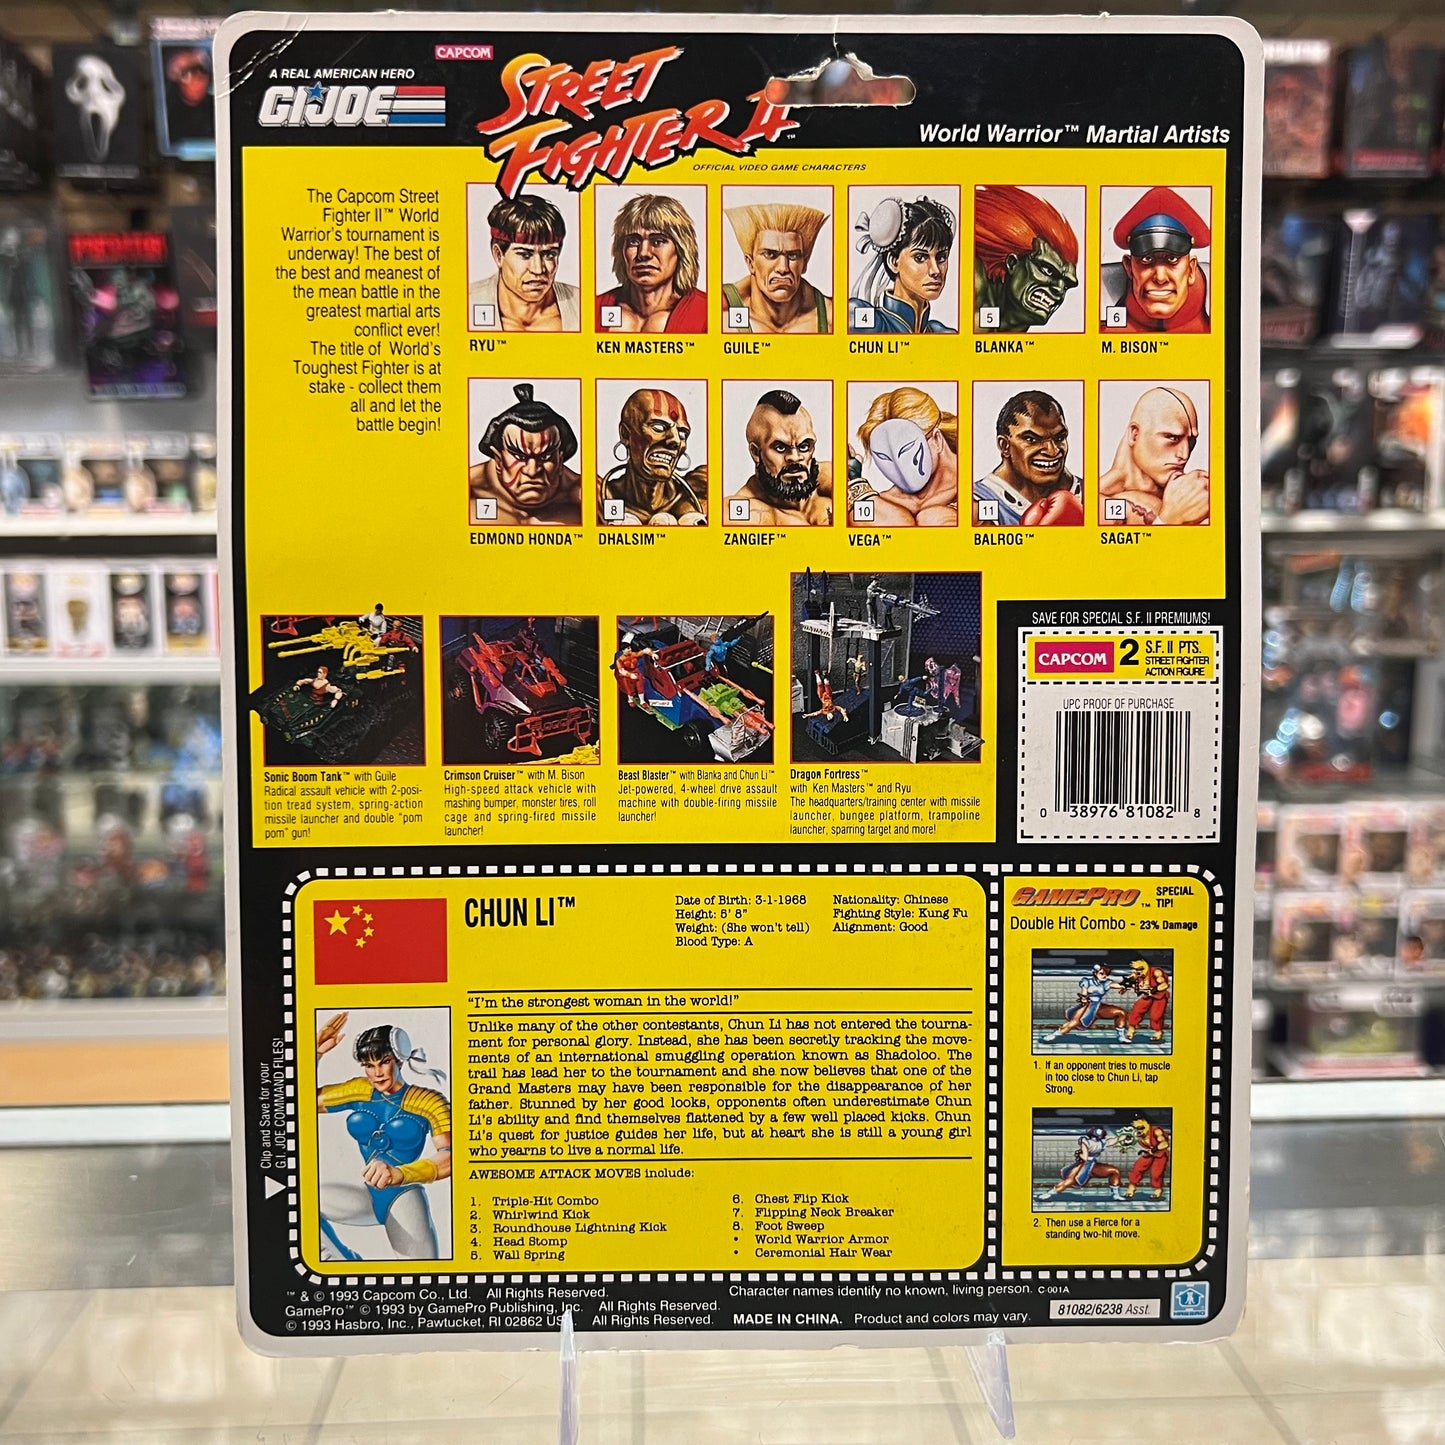 CAPCOM
A REAL AMERICAN HERO
G.I. JOE
STREET
FIGHTER II™
OFFICIAL VIDEO GAME CHARACTERS
World Warrior™ Martial Artists
The Capcom Street
Fighter II™ World
Warrior's tournament is
underway! The best of
the best and meanest of
the mean battle in the
greatest martial arts
conflict ever!
The title of World's
Toughest Fighter is at
stake - collect them
all and let the
battle begin!
1
2
3
4
5
6
RYU™
KEN MASTERS™
GUILE™
CHUN LI™
BLANKA™
M. BISON™
7
8
9
10
11
12
EDMOND HONDA™
DHALSIM™
ZANGIEF™
VEGA™
BALROG™
SAGAT™
Sonic Boom Tank™ with Guile
Radical assault vehicle with 2-posi-
tion tread system, spring-action
missile launcher and double "pom
pom" gun!
Crimson Cruiser™ with M. Bison
High-speed attack vehicle with
mashing bumper, monster tires, roll
cage and spring-fired missile
launcher!
Beast Blaster™ with Blanka and Chun Li™
Jet-powered, 4-wheel drive assault
machine with double-firing missile
launcher!
Dragon Fortress™
with Ken Masters™ and Ryu
The headquarters/training center with missile
launcher, bungee platform, trampoline
launcher, sparring target and more!
SAVE FOR SPECIAL S.F. II PREMIUMS!
CAPCOM 2 S.F. II PTS.
STREET FIGHTER
ACTION FIGURE
UPC PROOF OF PURCHASE
0 38976 81082 8
Clip and Save for your
G.I. JOE COMMAND FILES!
CHUN LI™
Date of Birth: 3-1-1968
Height: 5' 8"
Weight: (She won't tell)
Blood Type: A
Nationality: Chinese
Fighting Style: Kung Fu
Alignment: Good
"I'm the strongest woman in the world!"
Unlike many of the other contestants, Chun Li has not entered the tourna-
ment for personal glory. Instead, she has been secretly tracking the move-
ments of an international smuggling operation known as Shadoloo. The
trail has lead her to the tournament and she now believes that one of the
Grand Masters may have been responsible for the disappearance of her
father. Stunned by her good looks, opponents often underestimate Chun
Li's ability and find themselves flattened by a few well placed kicks. Chun
Li's quest for justice guides her life, but at heart she is still a young girl
who yearns to live a normal life.
AWESOME ATTACK MOVES include:
1. Triple-Hit Combo
2. Whirlwind Kick
3. Roundhouse Lightning Kick
4. Head Stomp
5. Wall Spring
6. Chest Flip Kick
7. Flipping Neck Breaker
8. Foot Sweep
• World Warrior Armor
• Ceremonial Hair Wear
GAMEPRO™ SPECIAL
TIP!
Double Hit Combo - 23% Damage
1. If an opponent tries to muscle
in too close to Chun Li, tap
Strong.
2. Then use a Fierce for a
standing two-hit move.
™ & © 1993 Capcom Co., Ltd. All Rights Reserved.
GamePro™ © 1993 by GamePro Publishing, Inc. All Rights Reserved.
© 1993 Hasbro, Inc., Pawtucket, RI 02862 USA. All Rights Reserved.
Character names identify no known, living person. C-001A
MADE IN CHINA. Product and colors may vary.
81082/6238 Asst.
HASBRO
PREDATOR